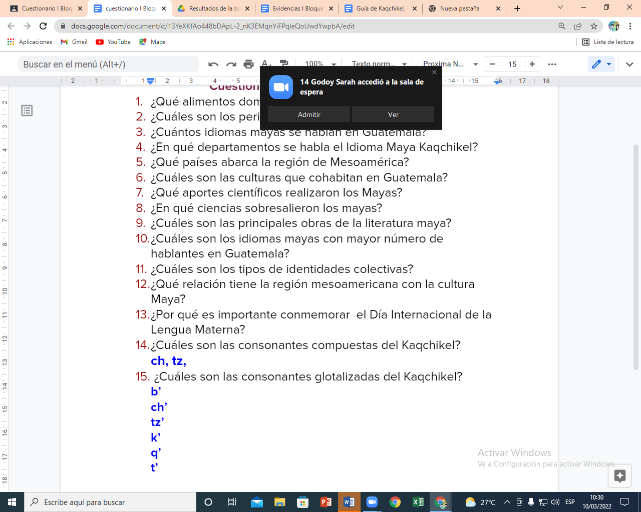 Cuestionario I Bloq
cuestionario I Bloq
Resultados de la b
Evidencias I Bloqu
Guía de Kaqchikel
Nueva pestaña
docs.google.com/document/d/
/edit
Aplicaciones Gmail YouTube Maps Lista de lectura
Buscar en el menú (Alt+/) 100% Texto norm... Proxima N... 15
14 Godoy Sarah accedió a la sala de
espera
Admitir Ver
Cuestion
1. ¿Qué alimentos dom
2. ¿Cuáles son los peri
3. ¿Cuántos idiomas mayas se hablan en Guatemala?
4. ¿En qué departamentos se habla el Idioma Maya Kaqchikel?
5. ¿Qué países abarca la región de Mesoamérica?
6. ¿Cuáles son las culturas que cohabitan en Guatemala?
7. ¿Qué aportes científicos realizaron los Mayas?
8. ¿En qué ciencias sobresalieron los mayas?
9. ¿Cuáles son las principales obras de la literatura maya?
10. ¿Cuáles son los idiomas mayas con mayor número de
hablantes en Guatemala?
11. ¿Cuáles son los tipos de identidades colectivas?
12. ¿Qué relación tiene la región mesoamericana con la cultura
Maya?
13. ¿Por qué es importante conmemorar el Día Internacional de la
Lengua Materna?
14. ¿Cuáles son las consonantes compuestas del Kaqchikel?
ch, tz,
15. ¿Cuáles son las consonantes glotalizadas del Kaqchikel?
b’
ch’
tz’
k’
q’
t’
Activar Windows
Ve a Configuración para activar Windows.
Escribe aquí para buscar 27°C ESP 10:30
10/03/2022